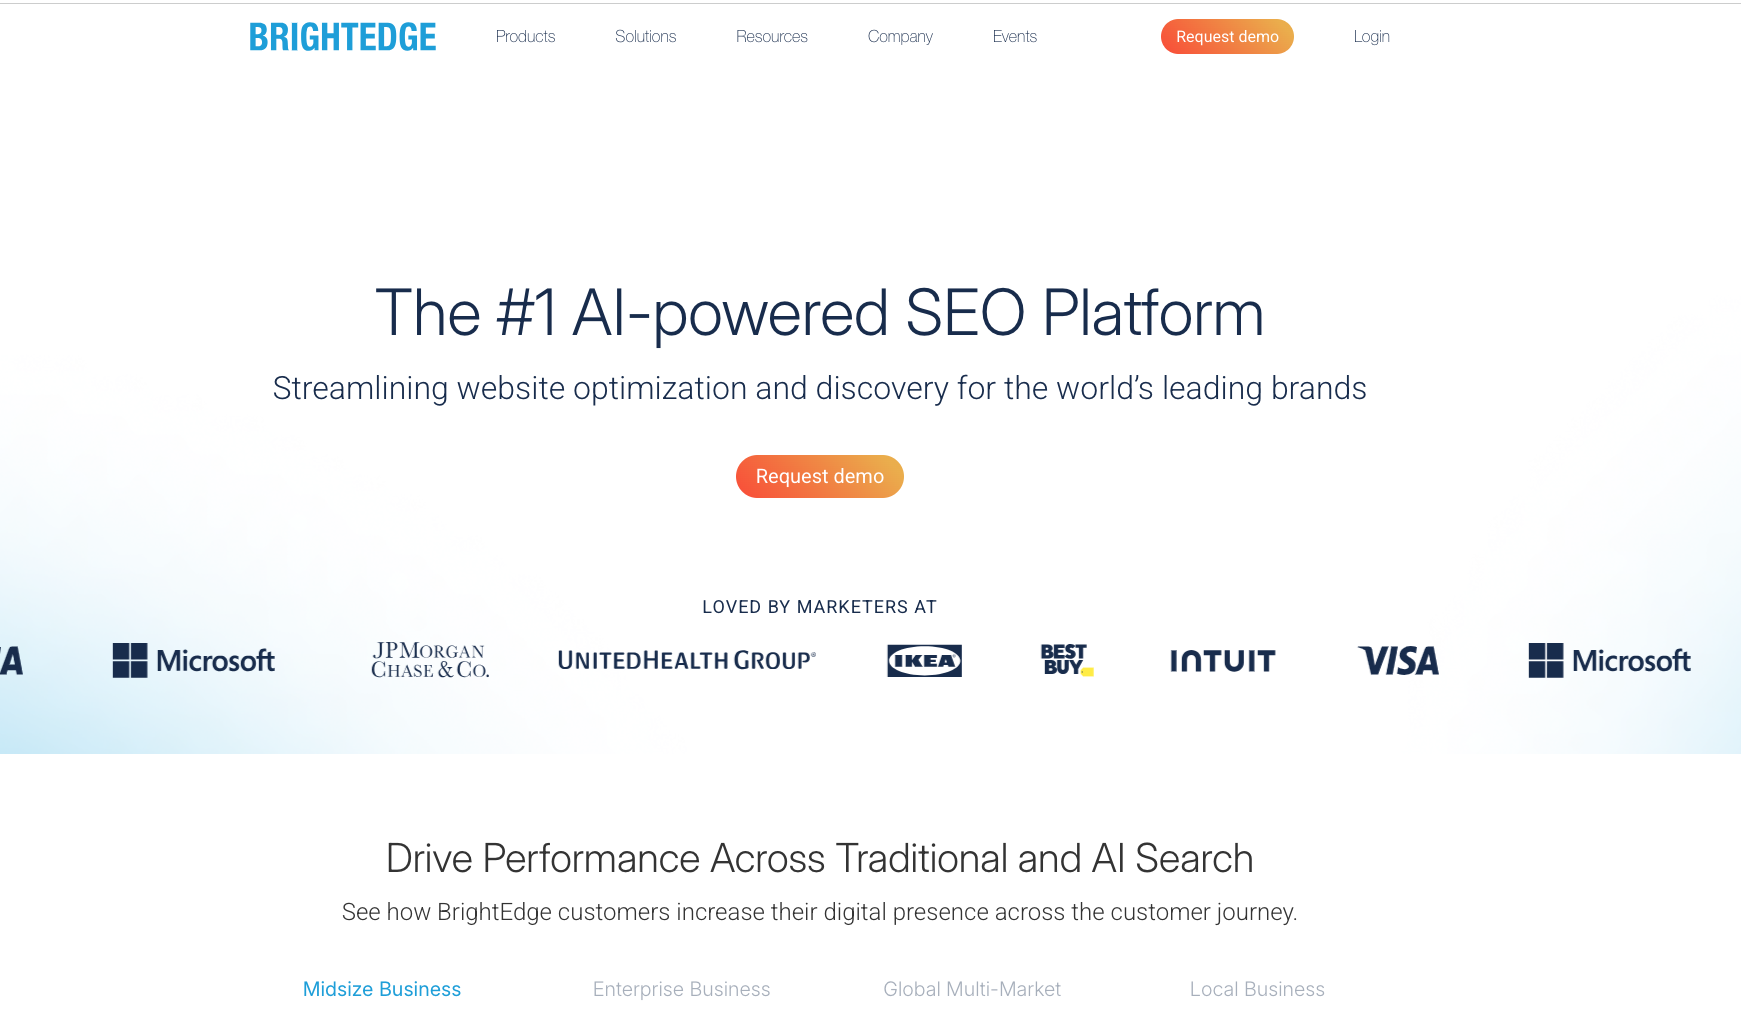 BRIGHTEDGE Products Solutions Resources Company Events Request demo Login
The #1 AI-powered SEO Platform
Streamlining website optimization and discovery for the world's leading brands
Request demo
LOVED BY MARKETERS AT
Microsoft JPMORGAN CHASE & CO. UNITEDHEALTH GROUP® IKEA BEST BUY. INTUIT VISA Microsoft
Drive Performance Across Traditional and AI Search
See how BrightEdge customers increase their digital presence across the customer journey.
Midsize Business Enterprise Business Global Multi-Market Local Business